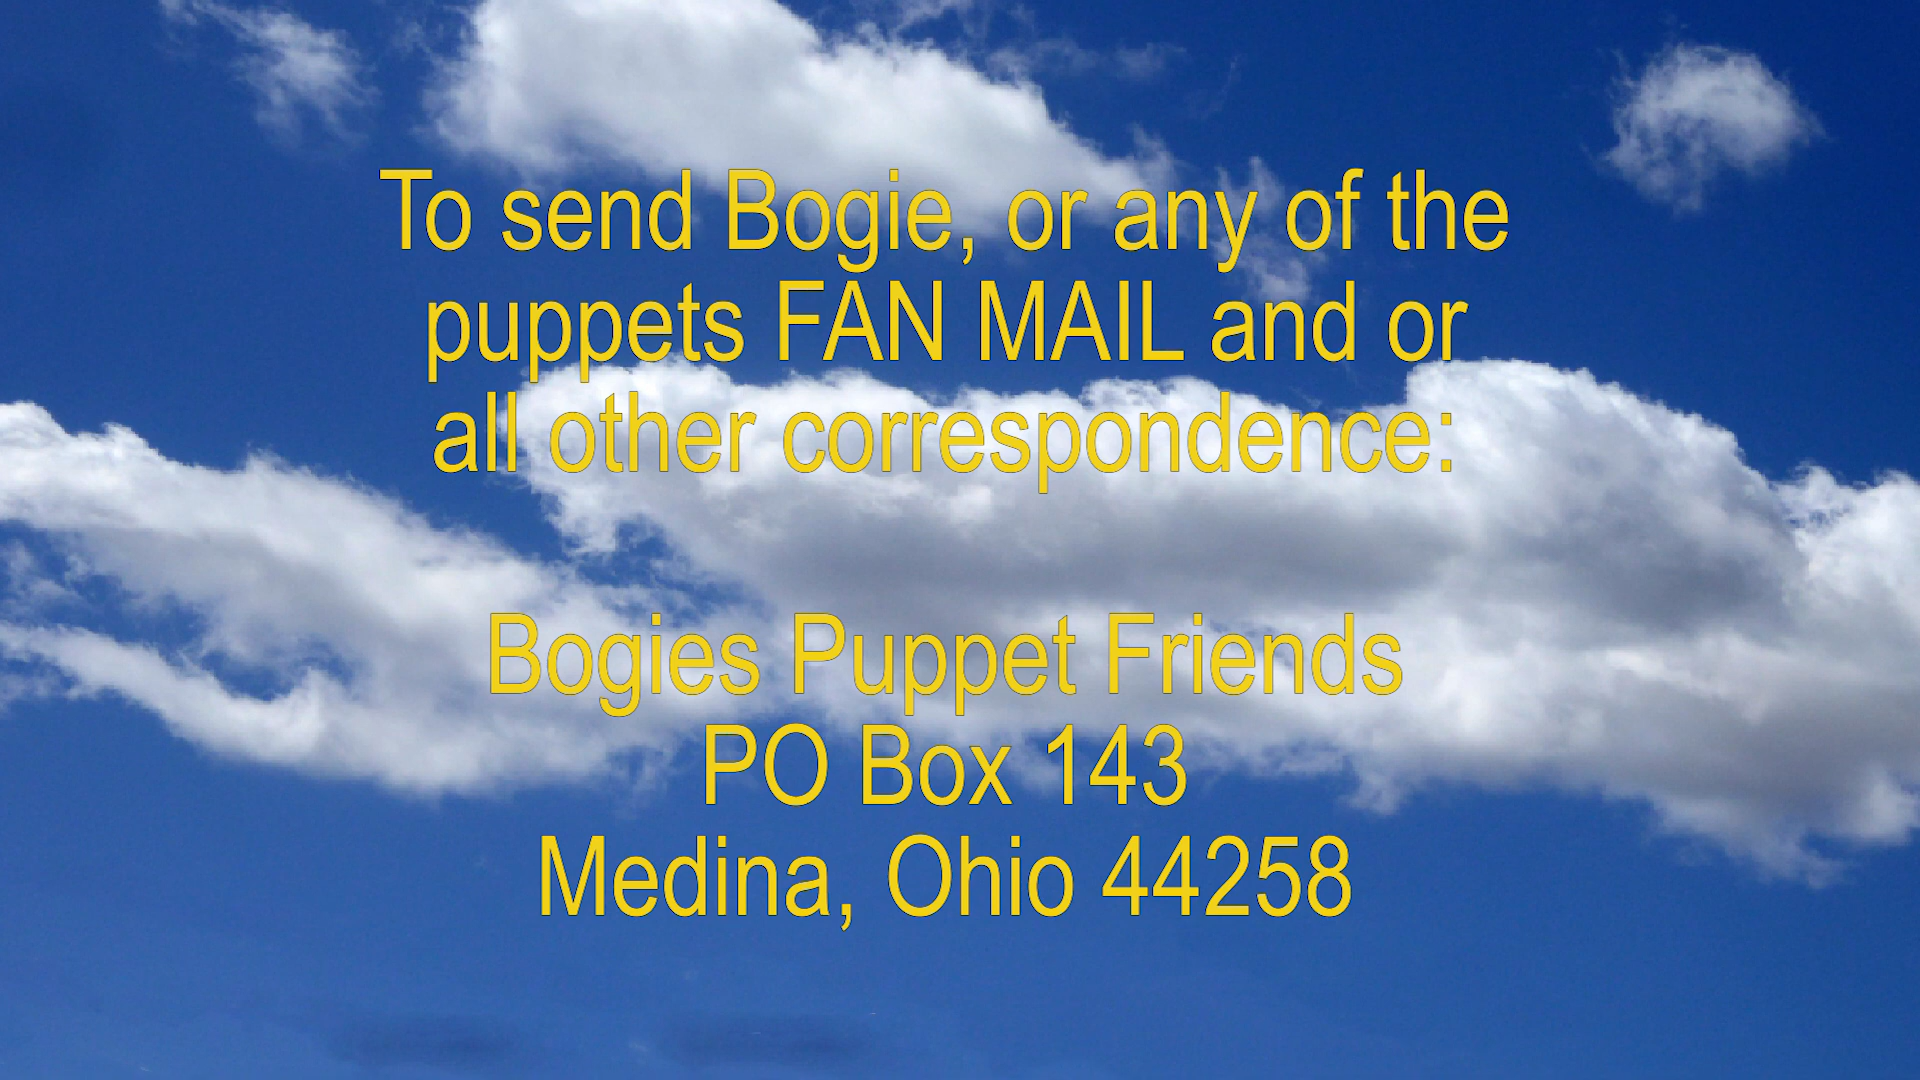 To send Bogie, or any of the
puppets FAN MAIL and or
all other correspondence:
Bogies Puppet Friends
PO Box 143
Medina, Ohio 44258